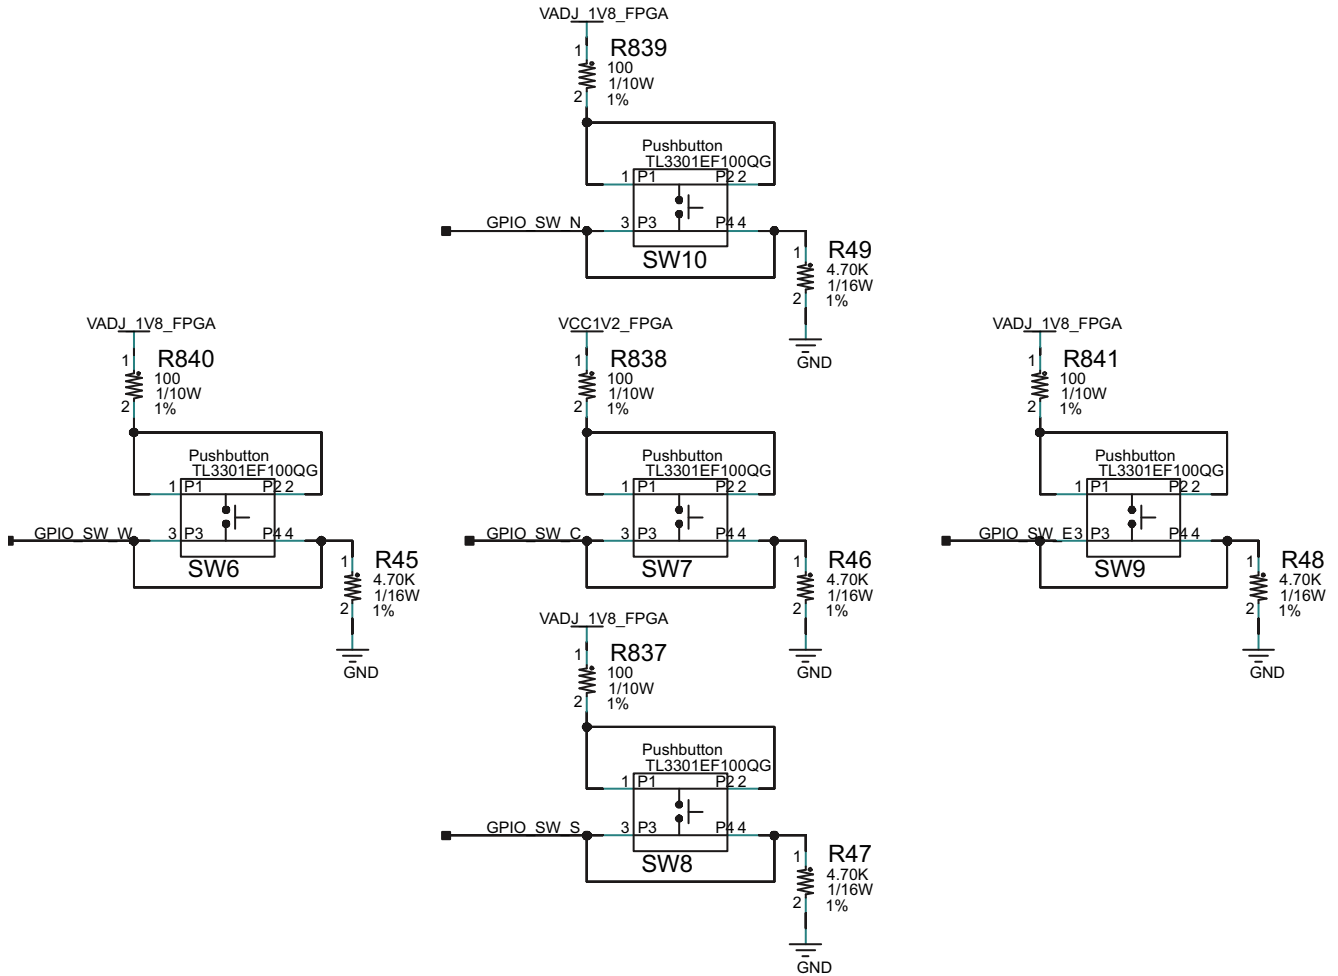 VADJ_1V8_FPGA
1
R839
100
1/10W
2
1%
Pushbutton
TL3301EF100QG
1 P1 P2 2
GPIO_SW_N 3 P3 P4 4
SW10
1
R49
4.70K
1/16W
2
1%
GND
VADJ_1V8_FPGA
1
R840
100
1/10W
2
1%
Pushbutton
TL3301EF100QG
1 P1 P2 2
GPIO_SW_W 3 P3 P4 4
SW6
1
R45
4.70K
1/16W
2
1%
GND
VCC1V2_FPGA
1
R838
100
1/10W
2
1%
Pushbutton
TL3301EF100QG
1 P1 P2 2
GPIO_SW_C 3 P3 P4 4
SW7
1
R46
4.70K
1/16W
2
1%
GND
VADJ_1V8_FPGA
1
R841
100
1/10W
2
1%
Pushbutton
TL3301EF100QG
1 P1 P2 2
GPIO_SW_E 3 P3 P4 4
SW9
1
R48
4.70K
1/16W
2
1%
GND
VADJ_1V8_FPGA
1
R837
100
1/10W
2
1%
Pushbutton
TL3301EF100QG
1 P1 P2 2
GPIO_SW_S 3 P3 P4 4
SW8
1
R47
4.70K
1/16W
2
1%
GND